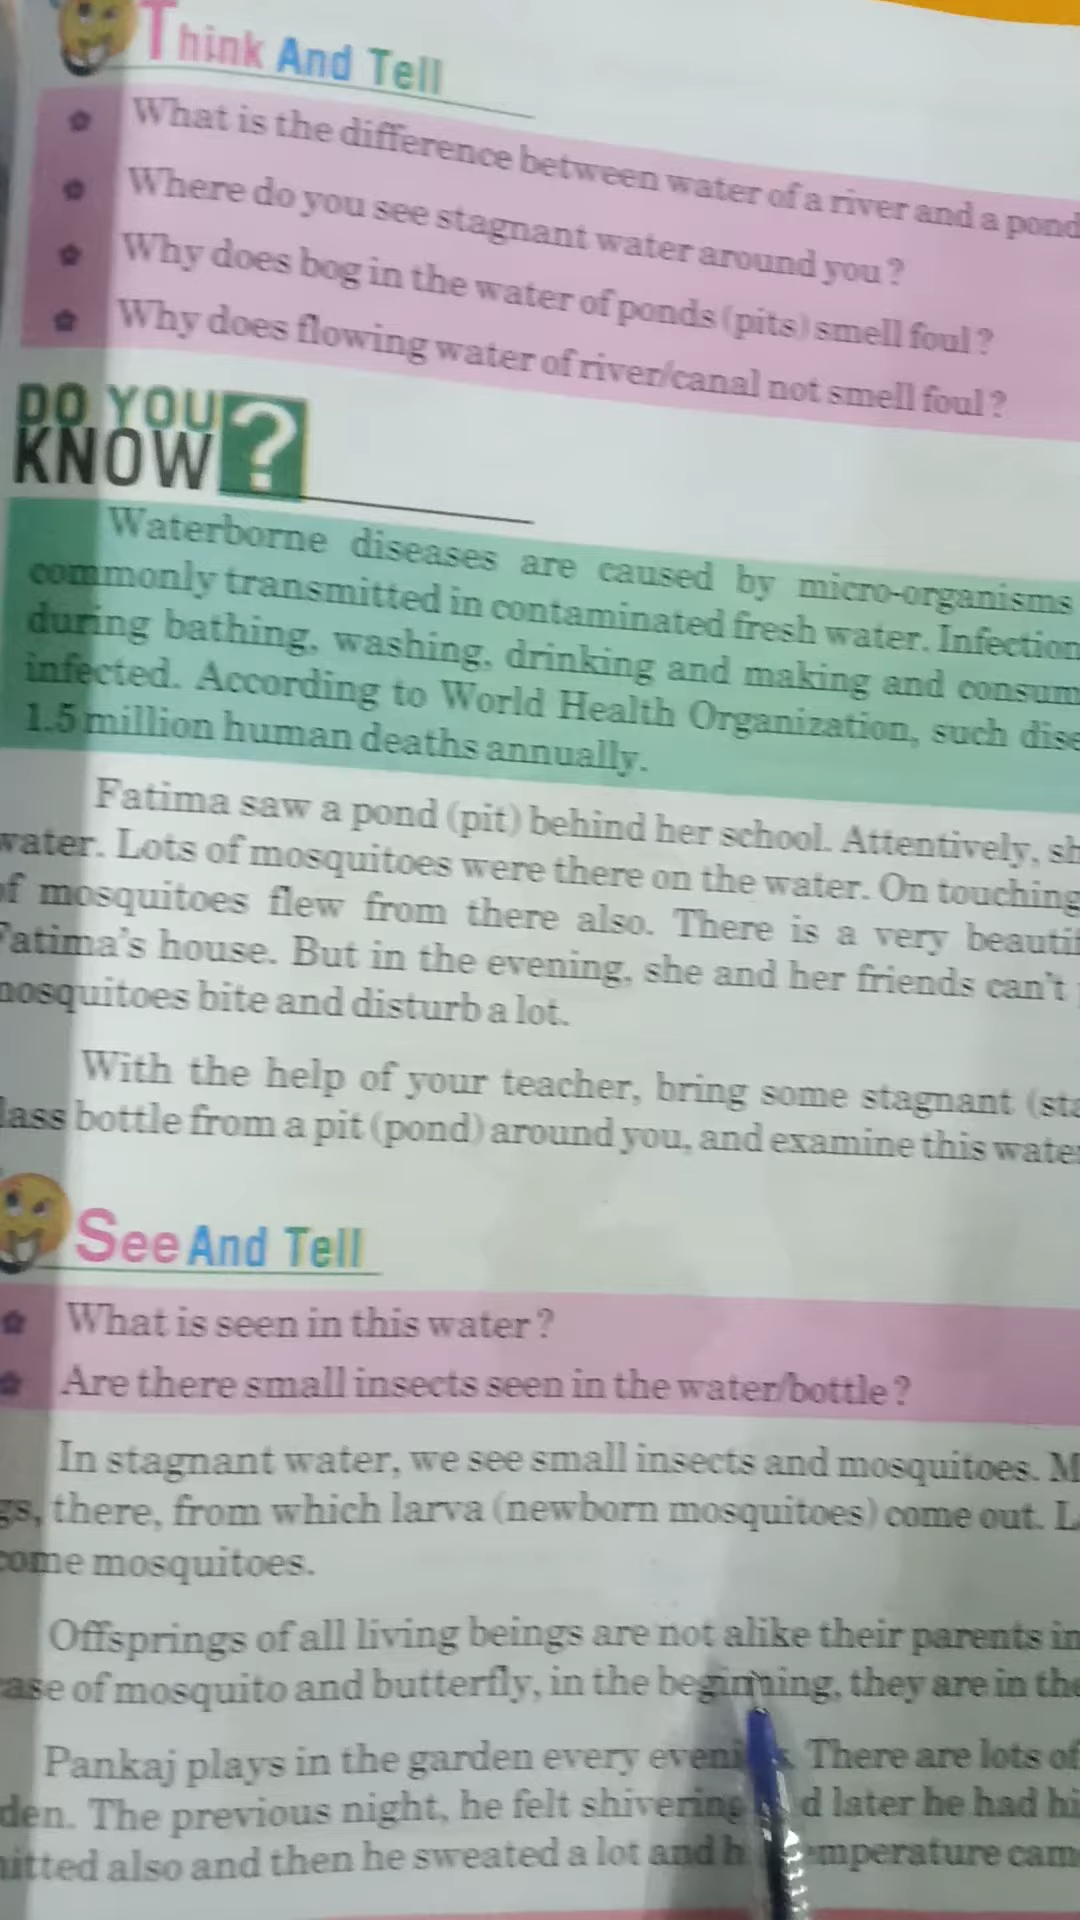 Think And Tell
What is the difference between water of a river and a pond
Where do you see stagnant water around you?
Why does bog in the water of ponds (pits) smell foul?
Why does flowing water of river/canal not smell foul?
DO YOU
KNOW ?
Waterborne diseases are caused by micro-organisms
commonly transmitted in contaminated fresh water. Infection
during bathing, washing, drinking and making and consum
infected. According to World Health Organization, such dise
1.5 million human deaths annually.
Fatima saw a pond (pit) behind her school. Attentively, sh
water. Lots of mosquitoes were there on the water. On touching
of mosquitoes flew from there also. There is a very beautif
Fatima's house. But in the evening, she and her friends can't
mosquitoes bite and disturb a lot.
With the help of your teacher, bring some stagnant (sta
lass bottle from a pit (pond) around you, and examine this water
See And Tell
What is seen in this water?
Are there small insects seen in the water/bottle?
In stagnant water, we see small insects and mosquitoes. M
gs, there, from which larva (newborn mosquitoes) come out. L
come mosquitoes.
Offsprings of all living beings are not alike their parents in
ase of mosquito and butterfly, in the beginning, they are in the
Pankaj plays in the garden every eveni There are lots of
den. The previous night, he felt shivering d later he had hi
itted also and then he sweated a lot and h emperature cam